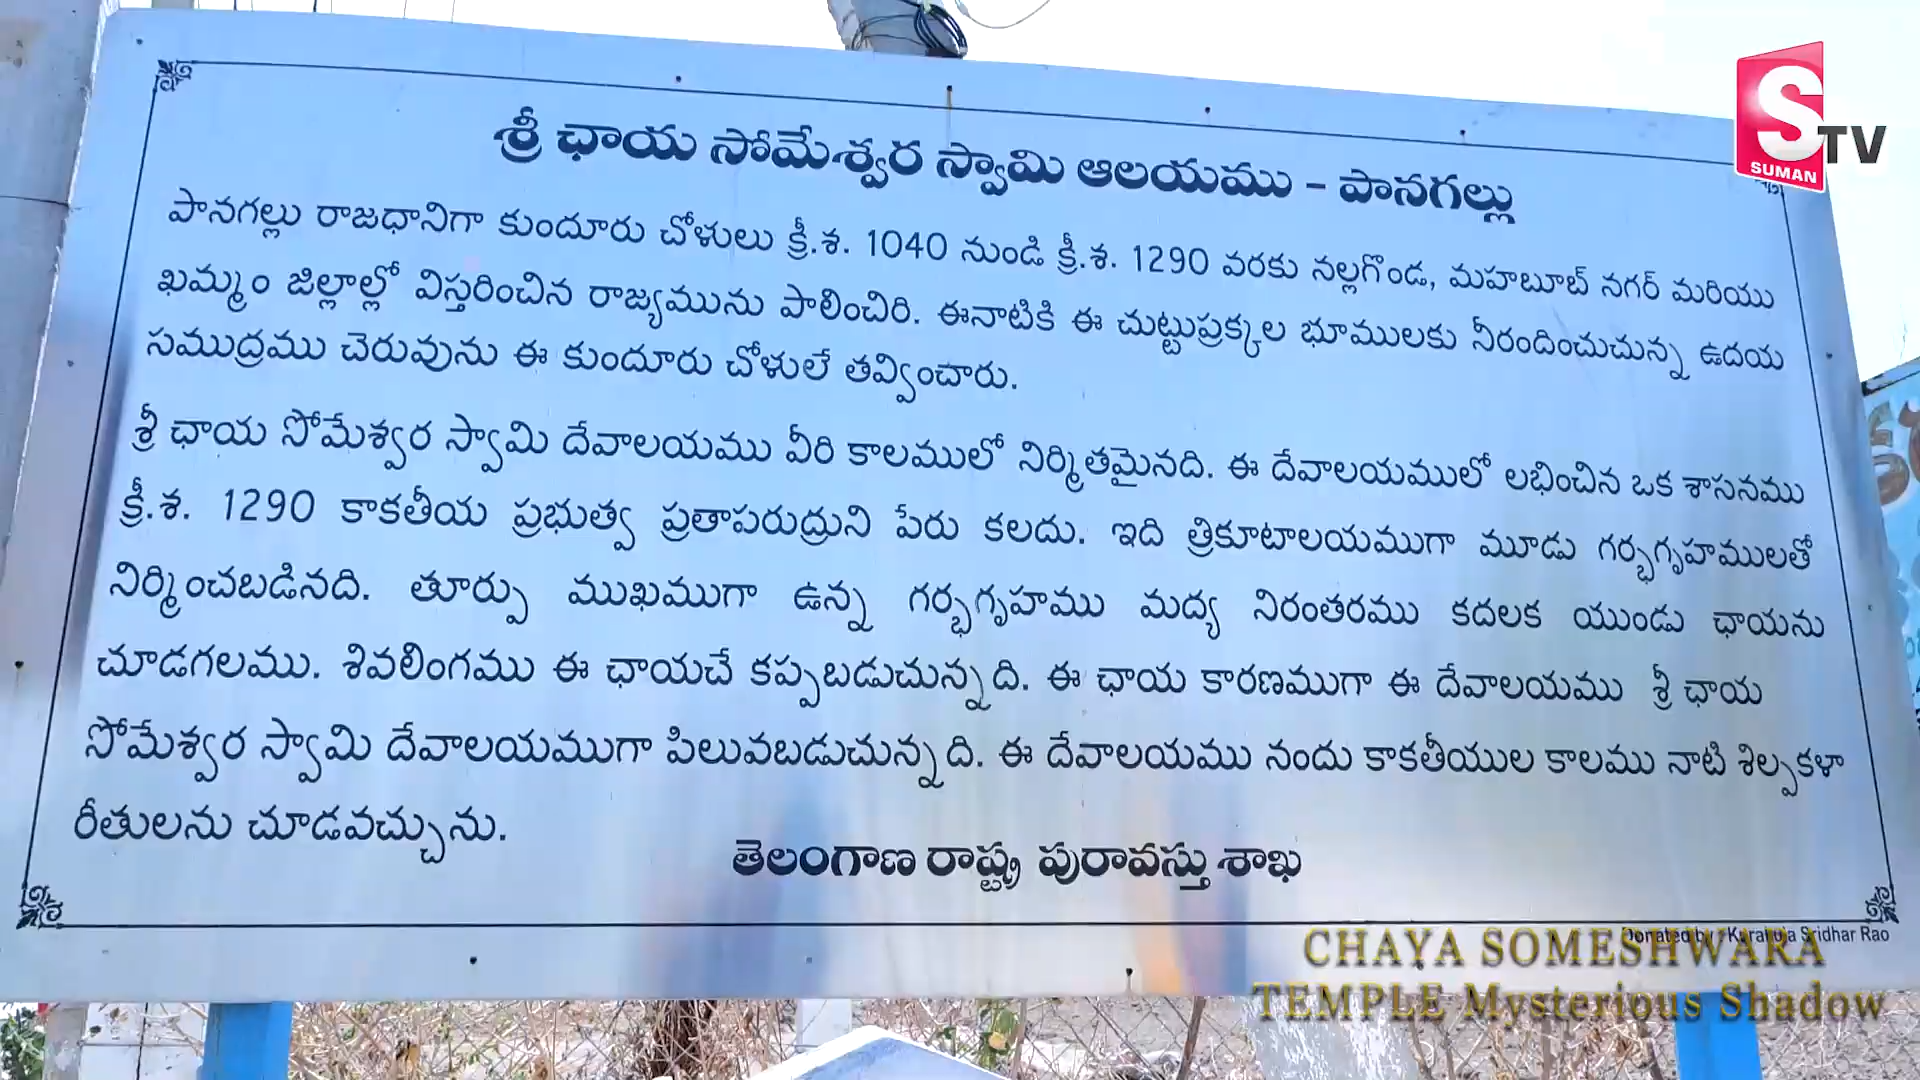 శ్రీ ఛాయ సోమేశ్వర స్వామి ఆలయము - పానగల్లు
పానగల్లు రాజధానిగా కుందూరు చోళులు క్రీ.శ. 1040 నుండి క్రీ.శ. 1290 వరకు నల్లగొండ, మహబూబ్ నగర్ మరియు
ఖమ్మం జిల్లాల్లో విస్తరించిన రాజ్యమును పాలించిరి. ఈనాటికి ఈ చుట్టుప్రక్కల భూములకు నీరందించుచున్న ఉదయ
సముద్రము చెరువును ఈ కుందూరు చోళులే తవ్వించారు.
శ్రీ ఛాయ సోమేశ్వర స్వామి దేవాలయము వీరి కాలములో నిర్మితమైనది. ఈ దేవాలయములో లభించిన ఒక శాసనము
క్రీ.శ. 1290 కాకతీయ ప్రభుత్వ ప్రతాపరుద్రుని పేరు కలదు. ఇది త్రికూటాలయముగా మూడు గర్భగృహములతో
నిర్మించబడినది. తూర్పు ముఖముగా ఉన్న గర్భగృహము మద్య నిరంతరము కదలక యుండు ఛాయను
చూడగలము. శివలింగము ఈ ఛాయచే కప్పబడుచున్నది. ఈ ఛాయ కారణముగా ఈ దేవాలయము శ్రీ ఛాయ
సోమేశ్వర స్వామి దేవాలయముగా పిలువబడుచున్నది. ఈ దేవాలయము నందు కాకతీయుల కాలము నాటి శిల్పకళా
రీతులను చూడవచ్చును.
తెలంగాణ రాష్ట్ర పురావస్తు శాఖ
Donated by : Sridhar Rao
CHAYA SOMESHWARA
TEMPLE Mysterious Shadow
S TV
SUMAN